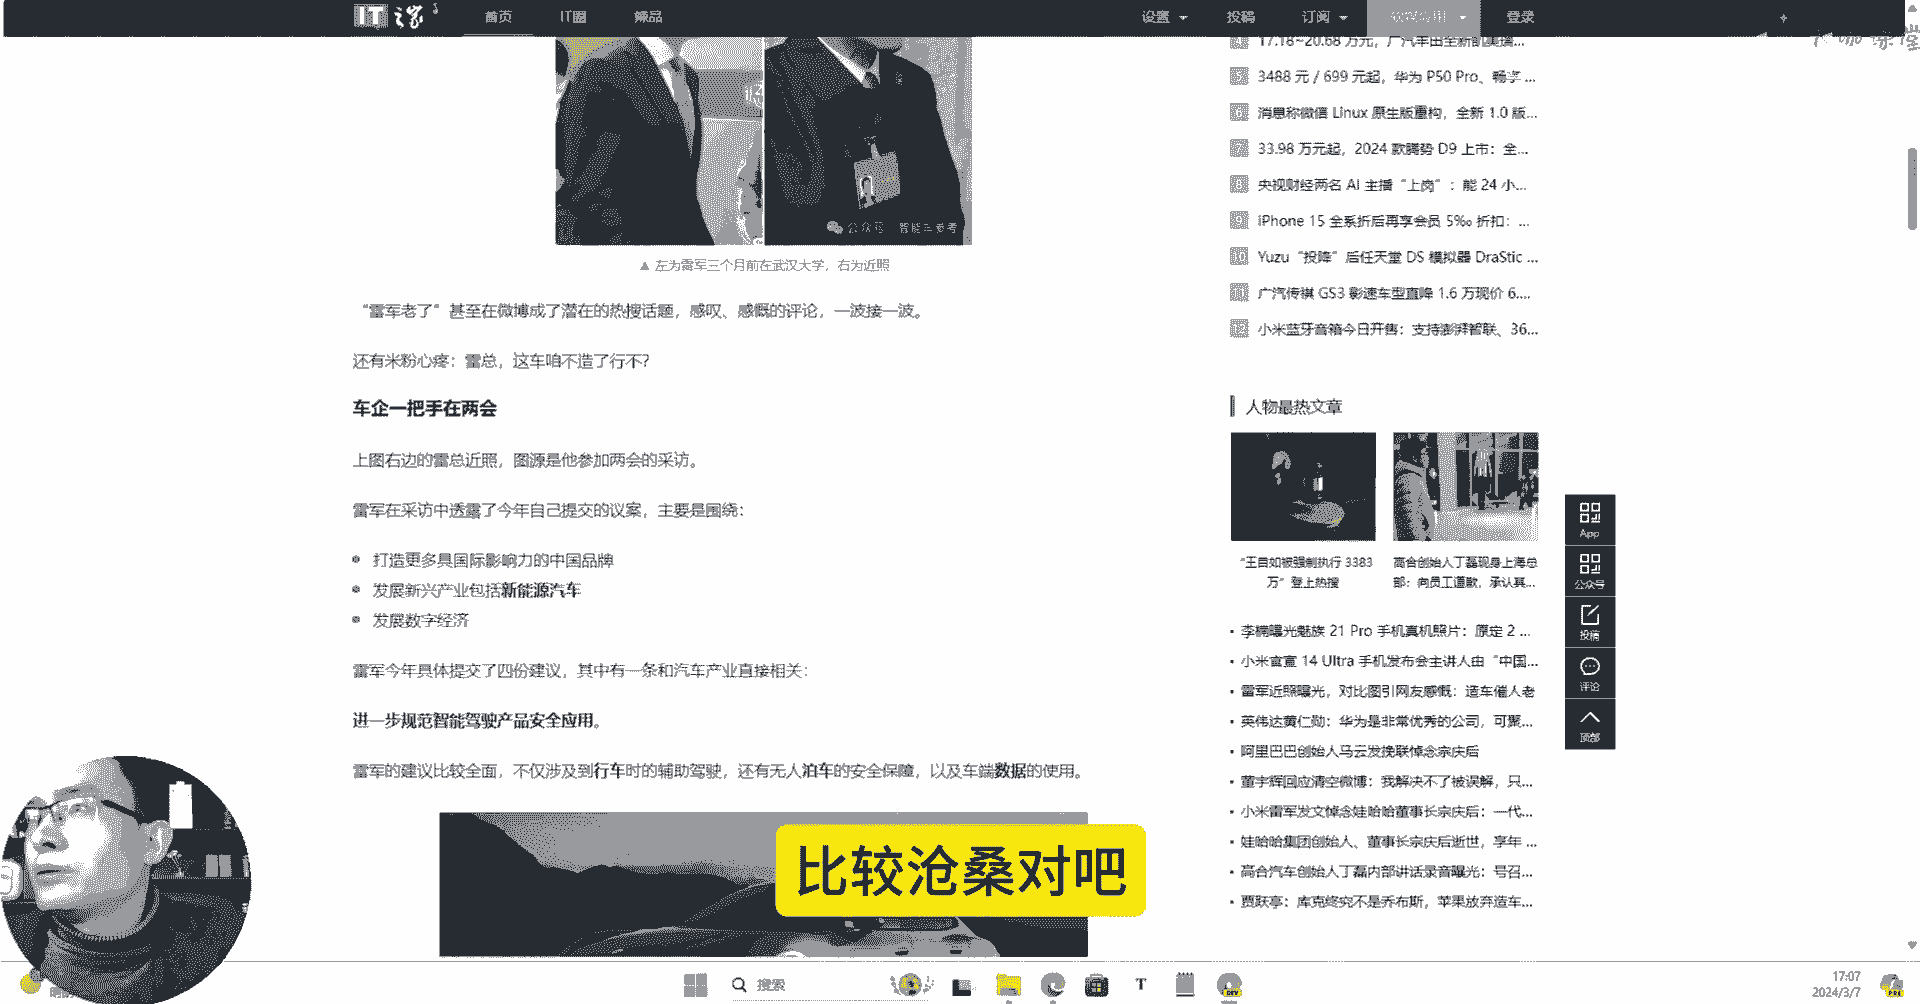 IT之家
首页 IT圈 辣品
设置 投稿 订阅 软媒应用 登录
公众号 智能车参考
▲ 左为雷军三个月前在武汉大学，右为近照
“雷军老了”甚至在微博成了潜在的热搜话题，感叹、感慨的评论，一波接一波。
还有米粉心疼：雷总，这车咱不造了行不？
车企一把手在两会
上图右边的雷总近照，图源是他参加两会的采访。
雷军在采访中透露了今年自己提交的议案，主要是围绕：
打造更多具国际影响力的中国品牌
发展新兴产业包括新能源汽车
发展数字经济
雷军今年具体提交了四份建议，其中有一条和汽车产业直接相关：
进一步规范智能驾驶产品安全应用。
雷军的建议比较全面，不仅涉及到行车时的辅助驾驶，还有无人泊车的安全保障，以及车端数据的使用。
比较沧桑对吧
17.18~20.68 万元，广汽丰田全新凯美瑞...
5 3488 元 / 699 元起，华为 P50 Pro、畅享 ...
6 消息称微信 Linux 原生版重构，全新 1.0 版...
7 33.98 万元起，2024 款腾势 D9 上市：全...
8 央视财经两名 AI 主播“上岗”：能 24 小...
9 iPhone 15 全系折后再享会员 5‰ 折扣：...
10 Yuzu“投降”后任天堂 DS 模拟器 DraStic ...
11 广汽传祺 GS3 影速车型直降 1.6 万现价 6....
12 小米蓝牙音箱今日开售：支持澎湃智联、36...
人物最热文章
“王自如被强制执行 3383
万”登上热搜
高合创始人丁磊现身上海总
部：向员工道歉，承认其...
李楠曝光魅族 21 Pro 手机真机照片：原定 2 ...
小米官宣 14 Ultra 手机发布会主讲人由“中国...
雷军近照曝光，对比图引网友感慨：造车催人老
英伟达黄仁勋：华为是非常优秀的公司，可聚...
阿里巴巴创始人马云发挽联悼念宗庆后
董宇辉回应清空微博：我解决不了被误解，只...
小米雷军发文悼念娃哈哈董事长宗庆后：一代...
娃哈哈集团创始人、董事长宗庆后逝世，享年 ...
高合汽车创始人丁磊内部讲话录音曝光：号召...
贾跃亭：库克终究不是乔布斯，苹果放弃造车...
App
公众号
投稿
评论
顶部
搜索
17:07
2024/3/7